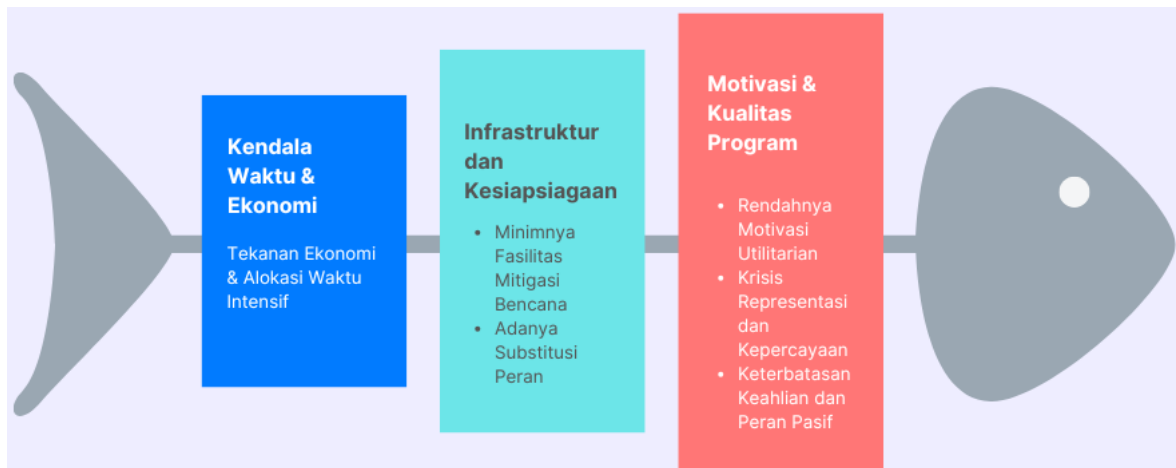 Kendala
Waktu &
Ekonomi
Tekanan Ekonomi
& Alokasi Waktu
Intensif
Infrastruktur
dan
Kesiapsiagaan
• Minimnya
Fasilitas
Mitigasi
Bencana
• Adanya
Substitusi
Peran
Motivasi &
Kualitas
Program
• Rendahnya
Motivasi
Utilitarian
• Krisis
Representasi
dan
Kepercayaan
• Keterbatasan
Keahlian dan
Peran Pasif